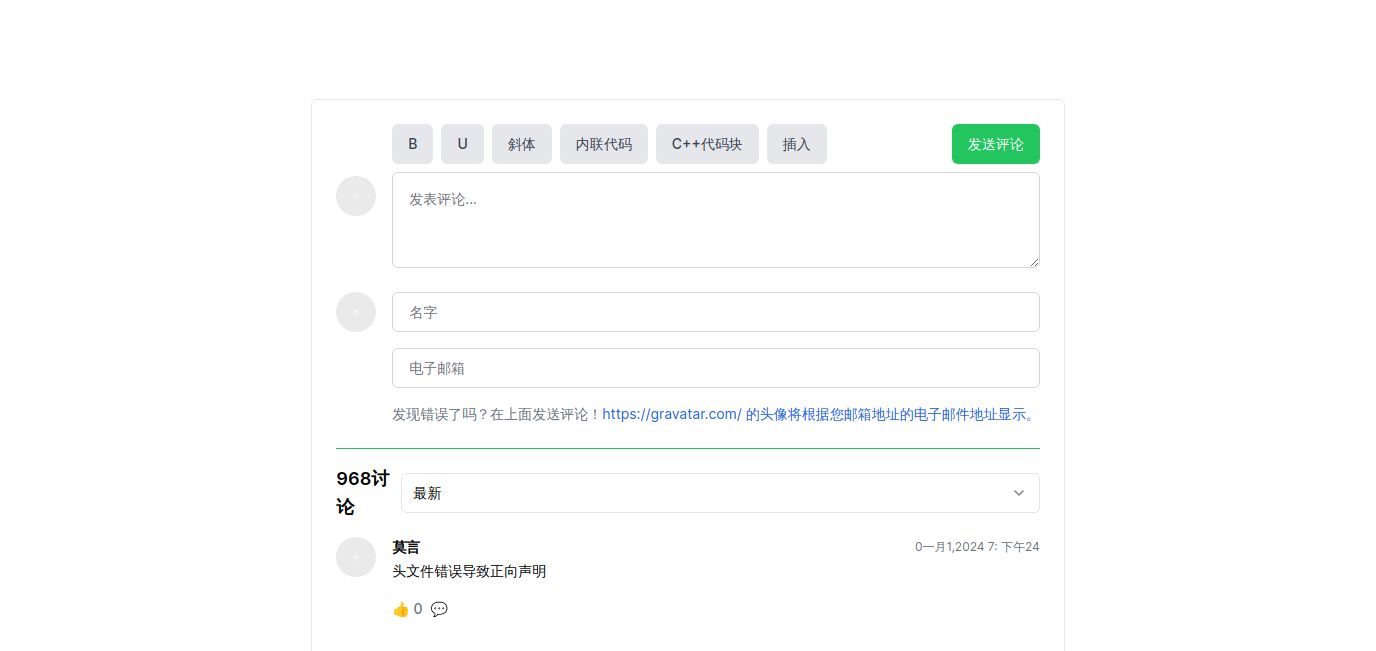 B U 斜体 内联代码 C++代码块 插入 发送评论
发表评论...
名字
电子邮箱
发现错误了吗？在上面发送评论！https://gravatar.com/ 的头像将根据您邮箱地址的电子邮件地址显示。
968讨
论
最新
莫言 0一月1,2024 7: 下午24
头文件错误导致正向声明
👍 0 💬